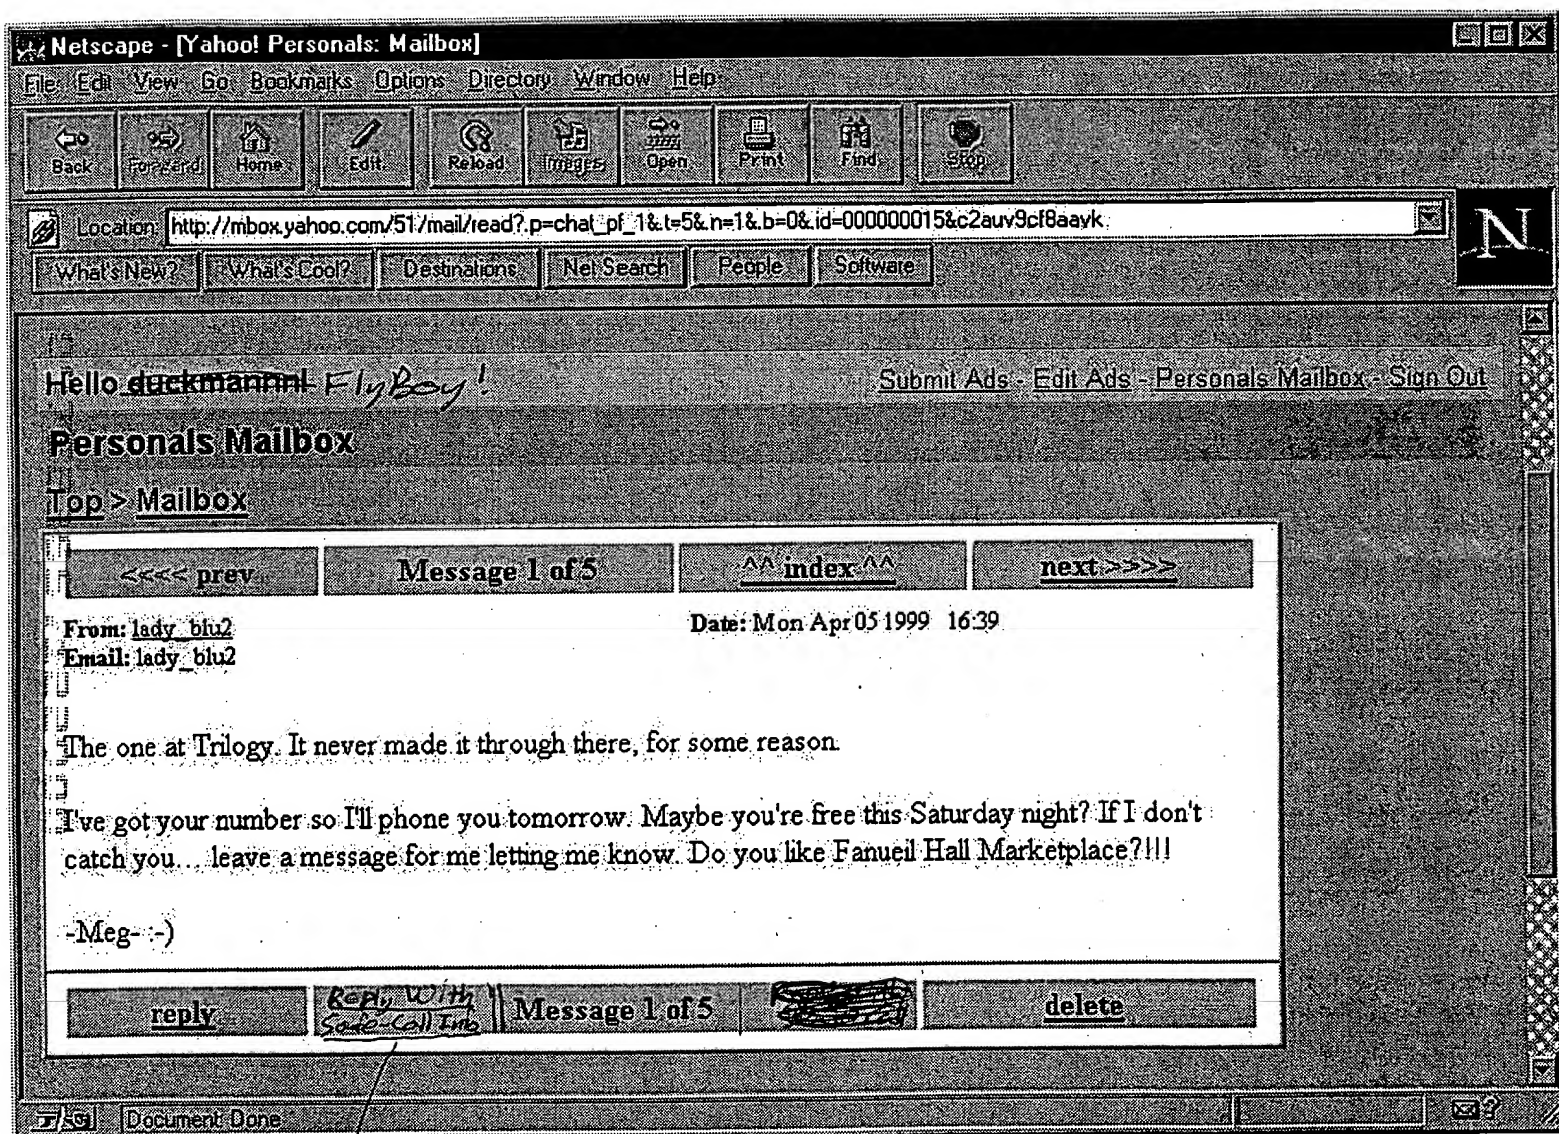 Netscape - [Yahoo! Personals: Mailbox]
File Edit View Go Bookmarks Options Directory Window Help
Back Forward Home Edit Reload Images Open Print Find Stop
Location: http://mbox.yahoo.com/51/mail/read?.p=chat_pf_1&.t=5&.n=1&.b=0&.id=000000015&c2auv9cf8aayk
What's New? What's Cool? Destinations Net Search People Software
N
Hello duckmannnl FlyBoy! Submit Ads - Edit Ads - Personals Mailbox - Sign Out
Personals Mailbox
Top > Mailbox
<<<< prev Message 1 of 5 ^^ index ^^ next >>>>
From: lady_blu2 Date: Mon Apr 05 1999 16:39
Email: lady_blu2
The one at Trilogy. It never made it through there, for some reason.
I've got your number so I'll phone you tomorrow. Maybe you're free this Saturday night? If I don't
catch you... leave a message for me letting me know. Do you like Fanueil Hall Marketplace?!!!
-Meg- :-)
reply Reply With Message 1 of 5 delete
Safe-Call Info
Document: Done